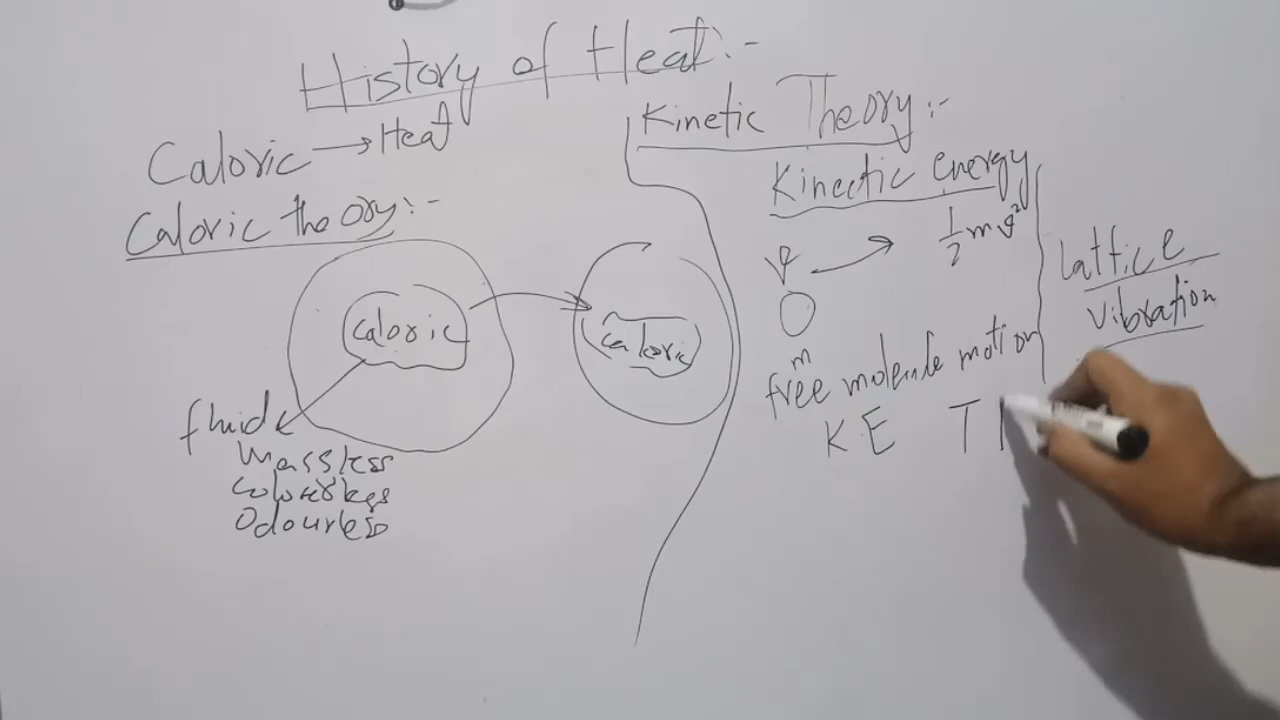 History of Heat:-
Caloric → Heat
Caloric theory:-
Caloric
Caloric
fluid
Massless
Colourless
Odourless
Kinetic Theory:-
Kinectic energy
v → ½mv²
m
free molecule motion
K.E T
Lattice
vibration